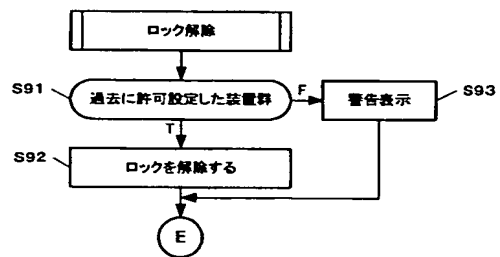 ロック解除
S91
過去に許可設定した装置群
F
警告表示
S93
T
S92
ロックを解除する
E